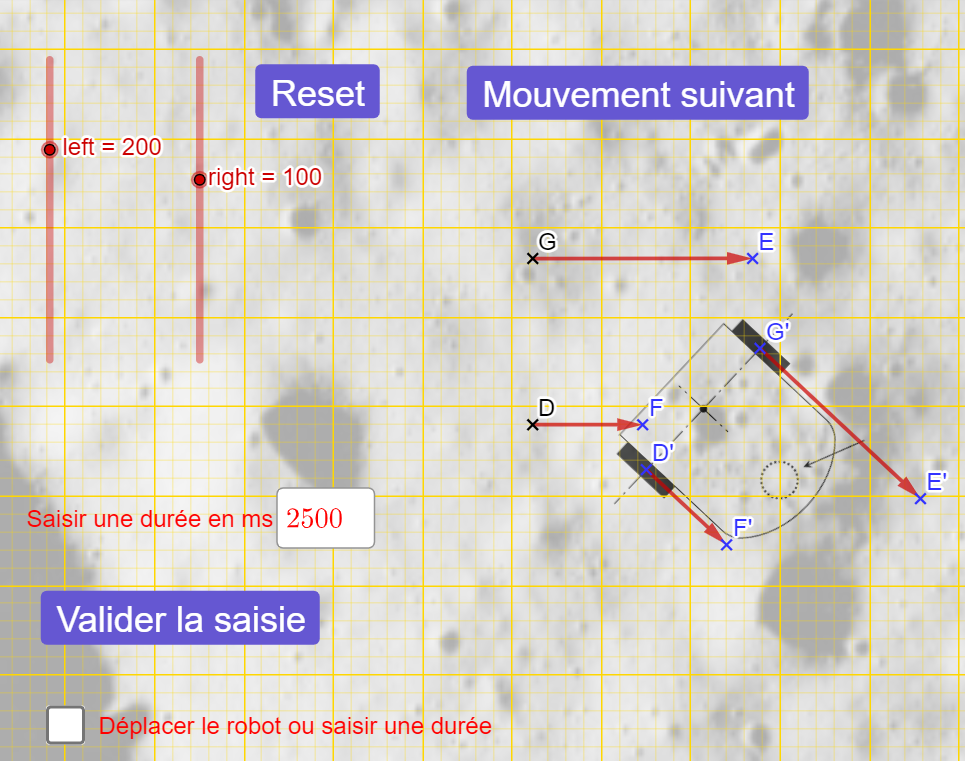 Reset
Mouvement suivant
left = 200
right = 100
G
E
G'
D
F
D'
E'
Saisir une durée en ms 2500
F'
Valider la saisie
Déplacer le robot ou saisir une durée